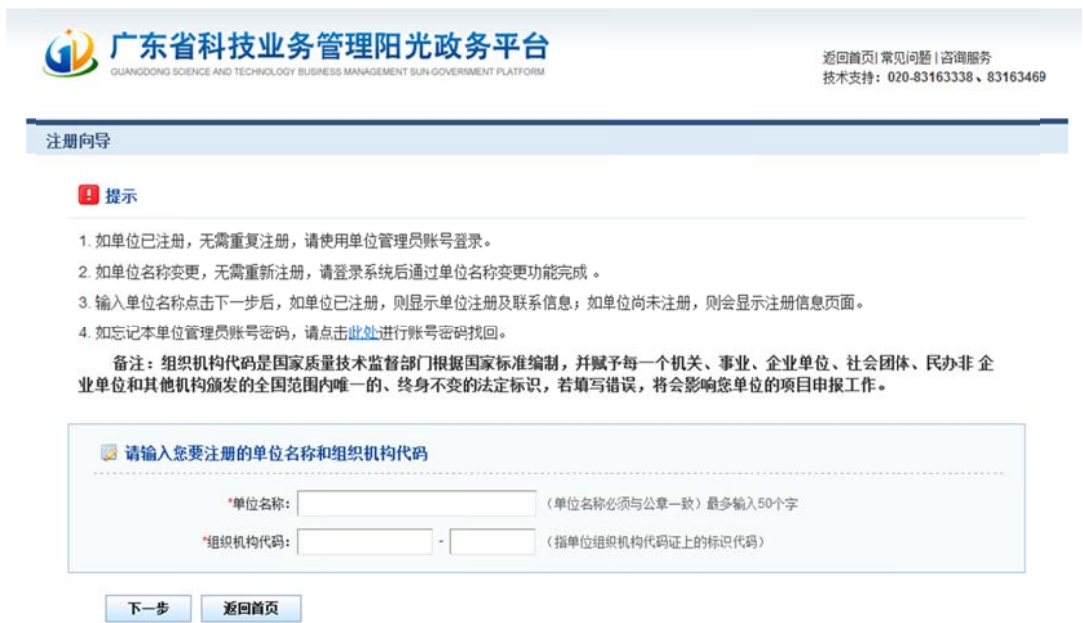 广东省科技业务管理阳光政务平台
GUANGDONG SCIENCE AND TECHNOLOGY BUSINESS MANAGEMENT SUN-GOVERNMENT PLATFORM
返回首页| 常见问题 | 咨询服务
技术支持：020-83163338、83163469
注册向导
提示
1. 如单位已注册，无需重复注册，请使用单位管理员账号登录。
2. 如单位名称变更，无需重新注册，请登录系统后通过单位名称变更功能完成 。
3. 输入单位名称点击下一步后，如单位已注册，则显示单位注册及联系信息；如单位尚未注册，则会显示注册信息页面。
4. 如忘记本单位管理员账号密码，请点击此处进行账号密码找回。
备注：组织机构代码是国家质量技术监督部门根据国家标准编制，并赋予每一个机关、事业、企业单位、社会团体、民办非 企
业单位和其他机构颁发的全国范围内唯一的、终身不变的法定标识，若填写错误，将会影响您单位的项目申报工作。
请输入您要注册的单位名称和组织机构代码
*单位名称： （单位名称必须与公章一致）最多输入50个字
*组织机构代码： - （指单位组织机构代码证上的标识代码）
下一步 返回首页